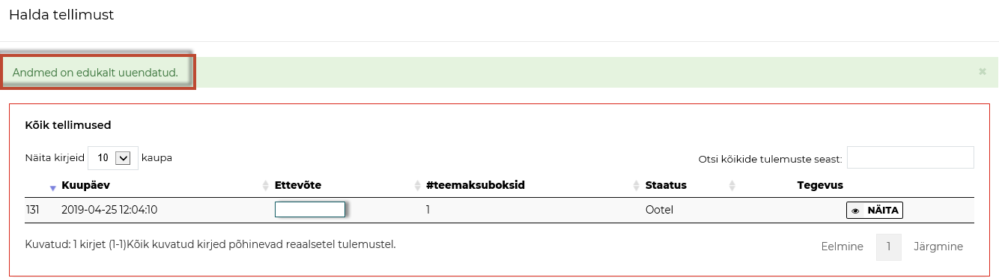 Halda tellimust
Andmed on edukalt uuendatud.
×
Kõik tellimused
Näita kirjeid 10 kaupa
Otsi kõikide tulemuste seast:
Kuupäev Ettevõte #teemaksuboksid Staatus Tegevus
131 2019-04-25 12:04:10 1 Ootel NÄITA
Kuvatud: 1 kirjet (1-1)Kõik kuvatud kirjed põhinevad reaalsetel tulemustel.
Eelmine 1 Järgmine